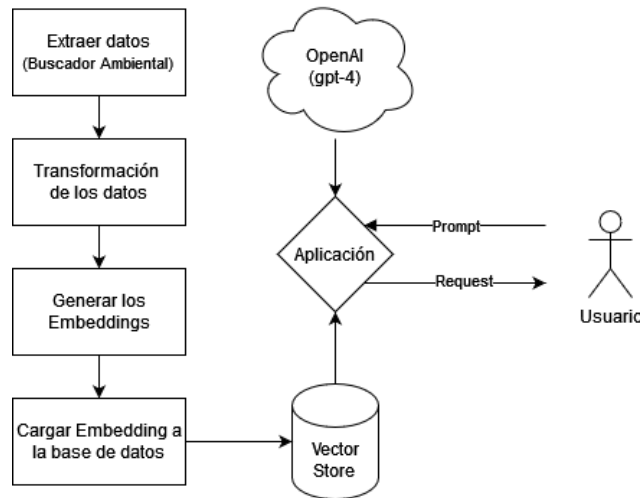 Extraer datos
(Buscador Ambiental)
OpenAI
(gpt-4)
Transformación
de los datos
Aplicación
Prompt
Request
Usuario
Generar los
Embeddings
Cargar Embedding a
la base de datos
Vector
Store